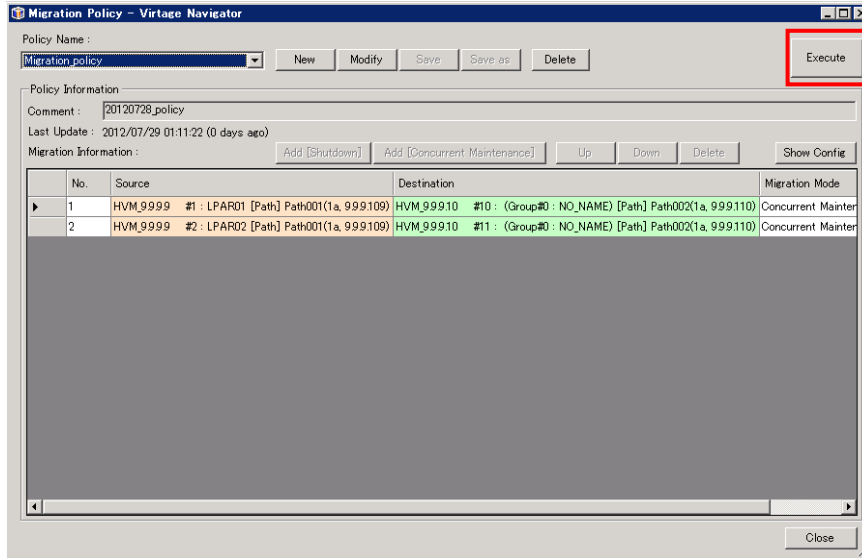 Migration Policy - Virtage Navigator
Policy Name :
Migration_policy New Modify Save Save as Delete Execute
Policy Information
Comment : 20120728_policy
Last Update : 2012/07/29 01:11:22 (0 days ago)
Migration Information : Add [Shutdown] Add [Concurrent Maintenance] Up Down Delete Show Config
No. Source Destination Migration Mode
1 HVM_9.9.9.9 #1 : LPAR01 [Path] Path001(1a, 9.9.9.109) HVM_9.9.9.10 #10 : (Group#0 : NO_NAME) [Path] Path002(1a, 9.9.9.110) Concurrent Mainter
2 HVM_9.9.9.9 #2 : LPAR02 [Path] Path001(1a, 9.9.9.109) HVM_9.9.9.10 #11 : (Group#0 : NO_NAME) [Path] Path002(1a, 9.9.9.110) Concurrent Mainter
Close